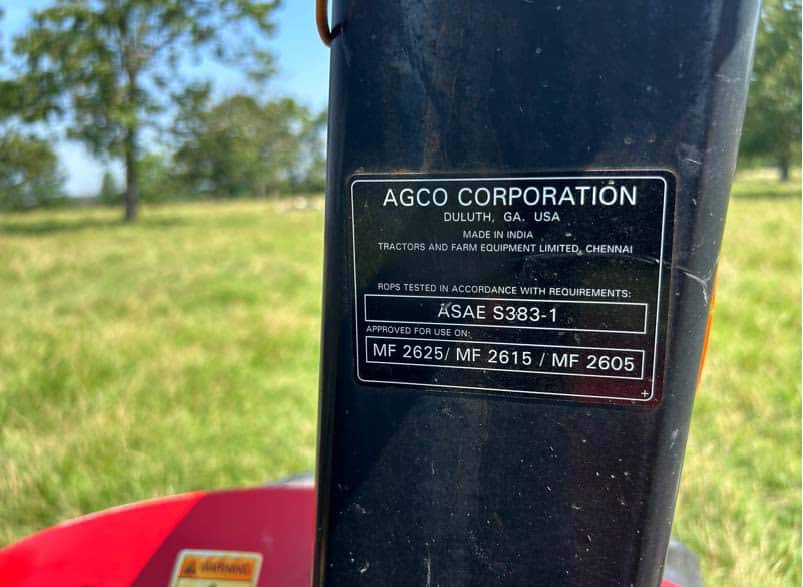 AGCO CORPORATION
DULUTH, GA. USA
MADE IN INDIA
TRACTORS AND FARM EQUIPMENT LIMITED, CHENNAI
ROPS TESTED IN ACCORDANCE WITH REQUIREMENTS:
ASAE S383-1
APPROVED FOR USE ON:
MF 2625/ MF 2615 / MF 2605
+
WARNING